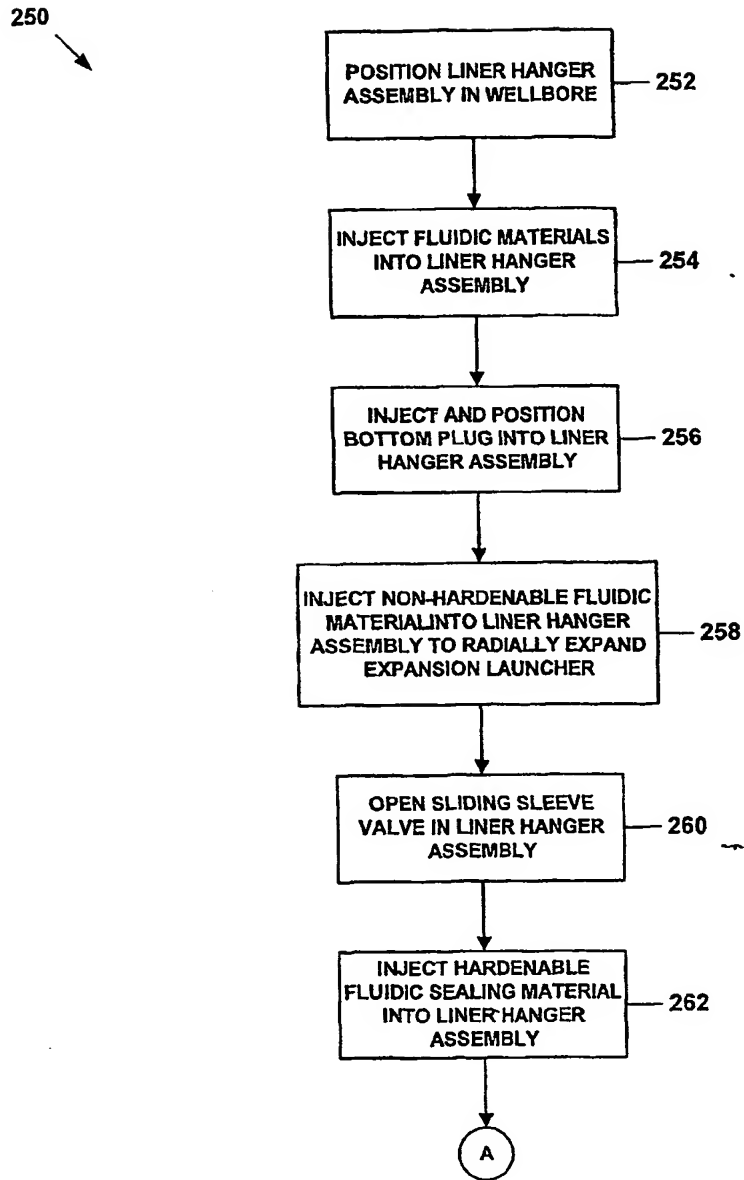 250
POSITION LINER HANGER
ASSEMBLY IN WELLBORE
252
INJECT FLUIDIC MATERIALS
INTO LINER HANGER
ASSEMBLY
254
INJECT AND POSITION
BOTTOM PLUG INTO LINER
HANGER ASSEMBLY
256
INJECT NON-HARDENABLE FLUIDIC
MATERIALINTO LINER HANGER
ASSEMBLY TO RADIALLY EXPAND
EXPANSION LAUNCHER
258
OPEN SLIDING SLEEVE
VALVE IN LINER HANGER
ASSEMBLY
260
INJECT HARDENABLE
FLUIDIC SEALING MATERIAL
INTO LINER HANGER
ASSEMBLY
262
A